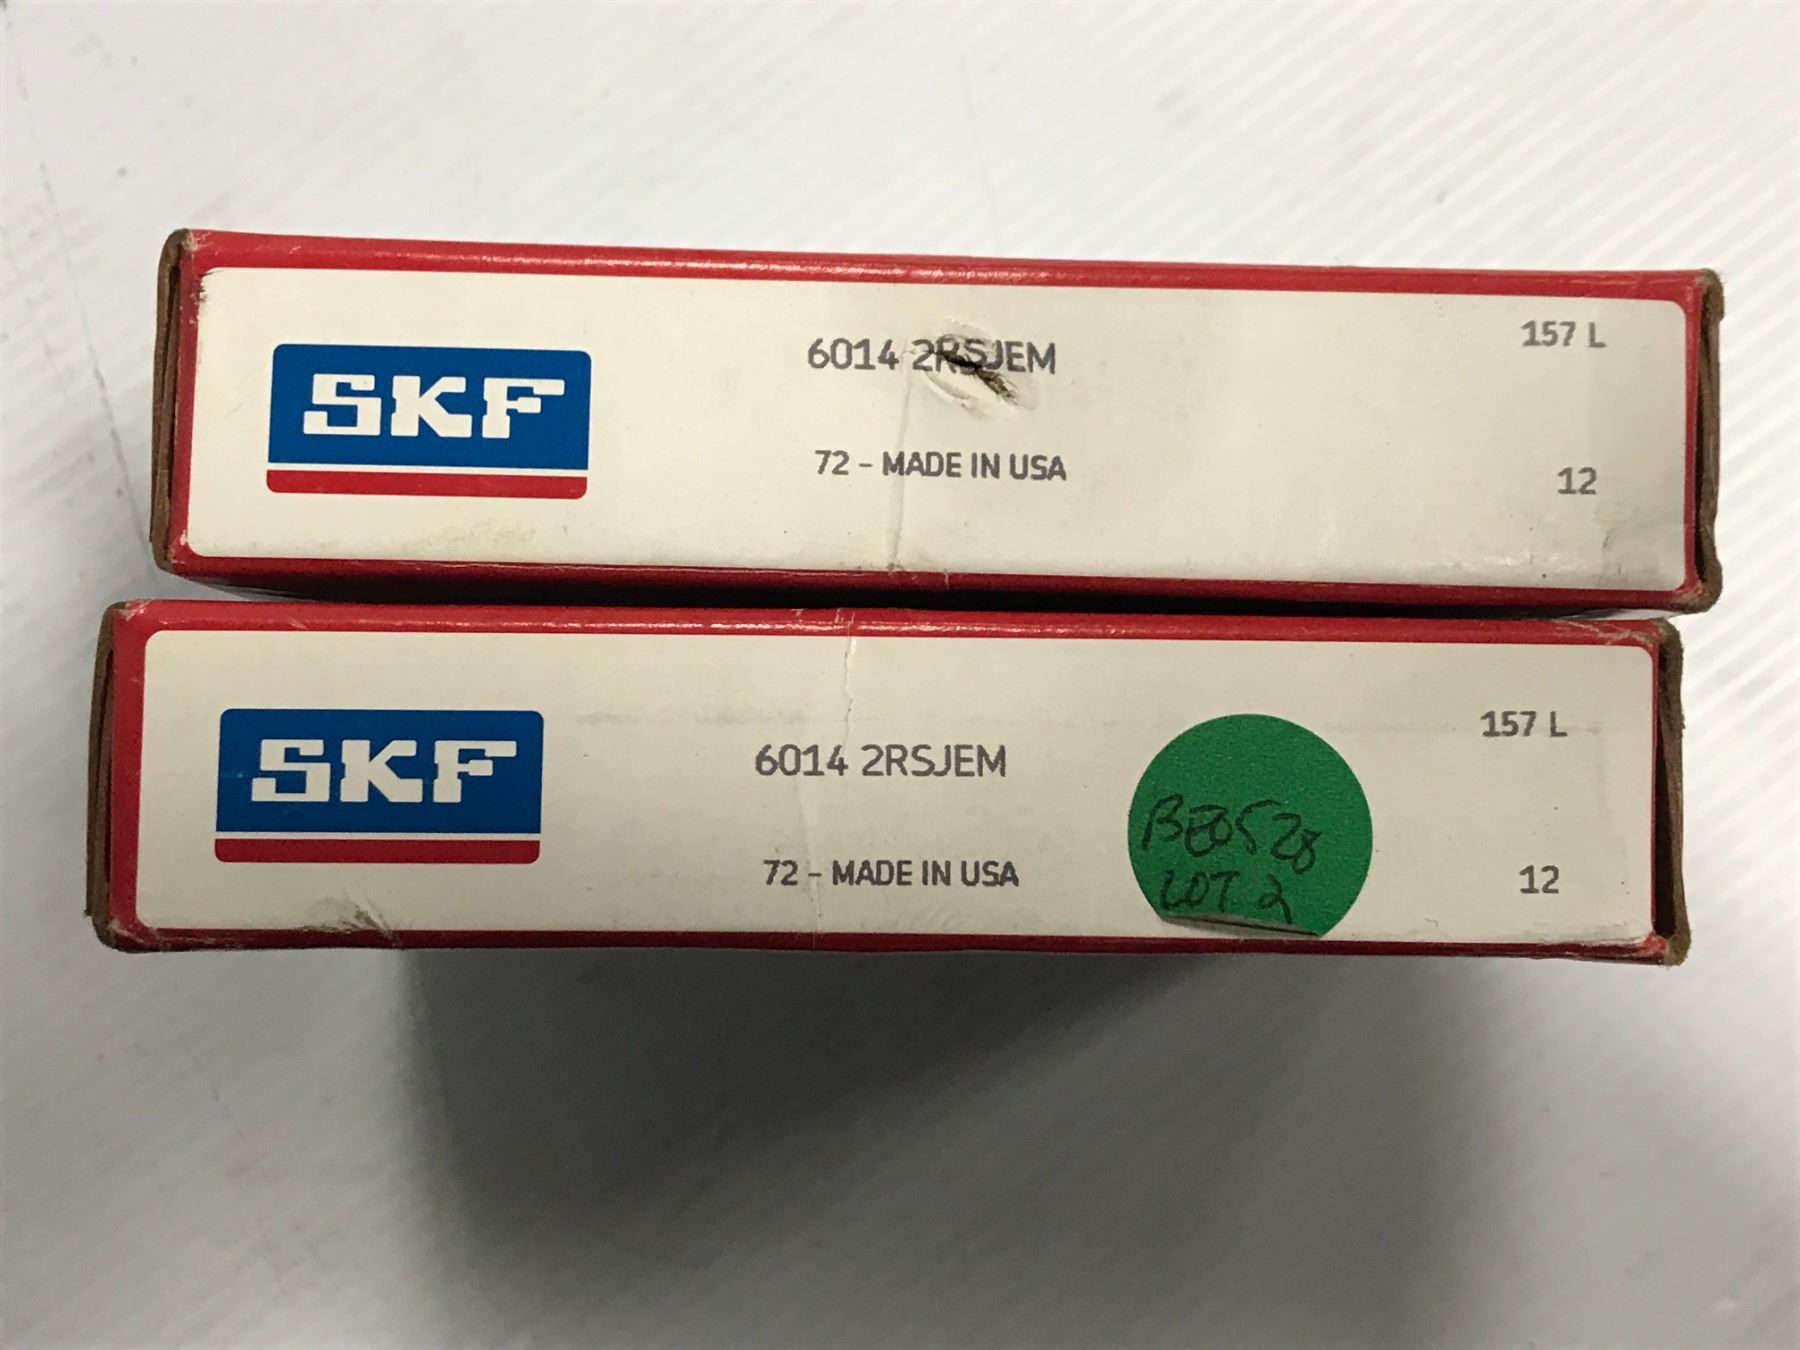 SKF
6014 2RSJEM
157 L
72 - MADE IN USA
12
SKF
6014 2RSJEM
157 L
72 - MADE IN USA
12
BE0528
LOT 2